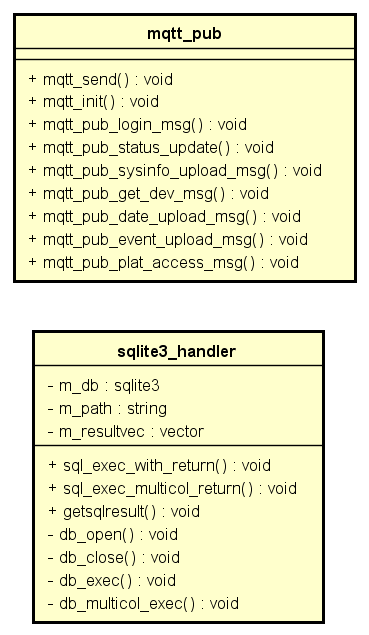 mqtt_pub
+ mqtt_send() : void
+ mqtt_init() : void
+ mqtt_pub_login_msg() : void
+ mqtt_pub_status_update() : void
+ mqtt_pub_sysinfo_upload_msg() : void
+ mqtt_pub_get_dev_msg() : void
+ mqtt_pub_date_upload_msg() : void
+ mqtt_pub_event_upload_msg() : void
+ mqtt_pub_plat_access_msg() : void
sqlite3_handler
- m_db : sqlite3
- m_path : string
- m_resultvec : vector
+ sql_exec_with_return() : void
+ sql_exec_multicol_return() : void
+ getsqlresult() : void
- db_open() : void
- db_close() : void
- db_exec() : void
- db_multicol_exec() : void